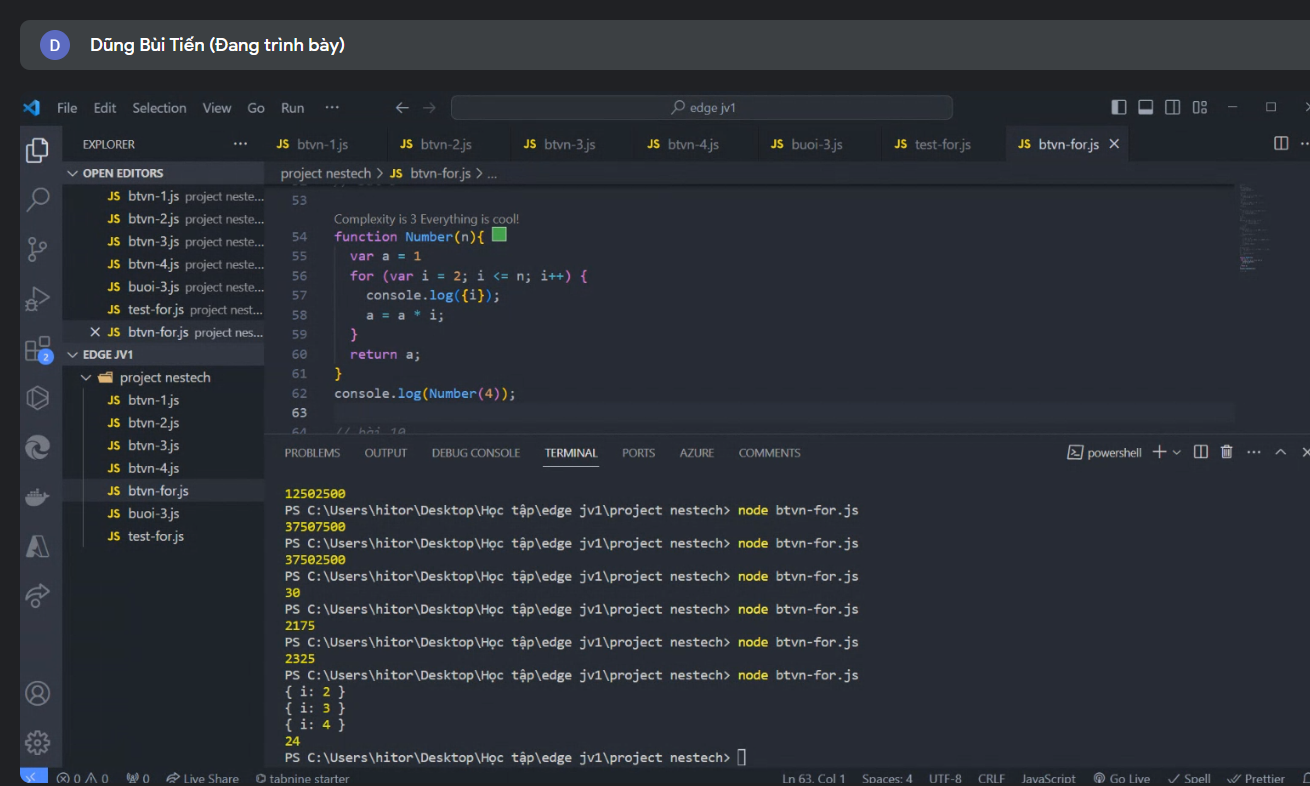 D Dũng Bùi Tiến (Đang trình bày)
File Edit Selection View Go Run ··· edge jv1
EXPLORER ···
JS btvn-1.js JS btvn-2.js JS btvn-3.js JS btvn-4.js JS buoi-3.js JS test-for.js JS btvn-for.js
OPEN EDITORS
JS btvn-1.js project neste...
JS btvn-2.js project neste...
JS btvn-3.js project neste...
JS btvn-4.js project neste...
JS buoi-3.js project neste...
JS test-for.js project nest...
JS btvn-for.js project nes...
EDGE JV1
project nestech
JS btvn-1.js
JS btvn-2.js
JS btvn-3.js
JS btvn-4.js
JS btvn-for.js
JS buoi-3.js
JS test-for.js
2
project nestech > JS btvn-for.js > ...
53
Complexity is 3 Everything is cool!
54 function Number(n){
55 var a = 1
56 for (var i = 2; i <= n; i++) {
57 console.log({i});
58 a = a * i;
59 }
60 return a;
61 }
62 console.log(Number(4));
63
64 // bài 10
PROBLEMS OUTPUT DEBUG CONSOLE TERMINAL PORTS AZURE COMMENTS powershell
12502500
PS C:\Users\hitor\Desktop\Học tập\edge jv1\project nestech> node btvn-for.js
37507500
PS C:\Users\hitor\Desktop\Học tập\edge jv1\project nestech> node btvn-for.js
37502500
PS C:\Users\hitor\Desktop\Học tập\edge jv1\project nestech> node btvn-for.js
30
PS C:\Users\hitor\Desktop\Học tập\edge jv1\project nestech> node btvn-for.js
2175
PS C:\Users\hitor\Desktop\Học tập\edge jv1\project nestech> node btvn-for.js
2325
PS C:\Users\hitor\Desktop\Học tập\edge jv1\project nestech> node btvn-for.js
{ i: 2 }
{ i: 3 }
{ i: 4 }
24
PS C:\Users\hitor\Desktop\Học tập\edge jv1\project nestech>
0 0 0 Live Share tabnine starter Ln 63, Col 1 Spaces: 4 UTF-8 CRLF JavaScript Go Live Spell Prettier